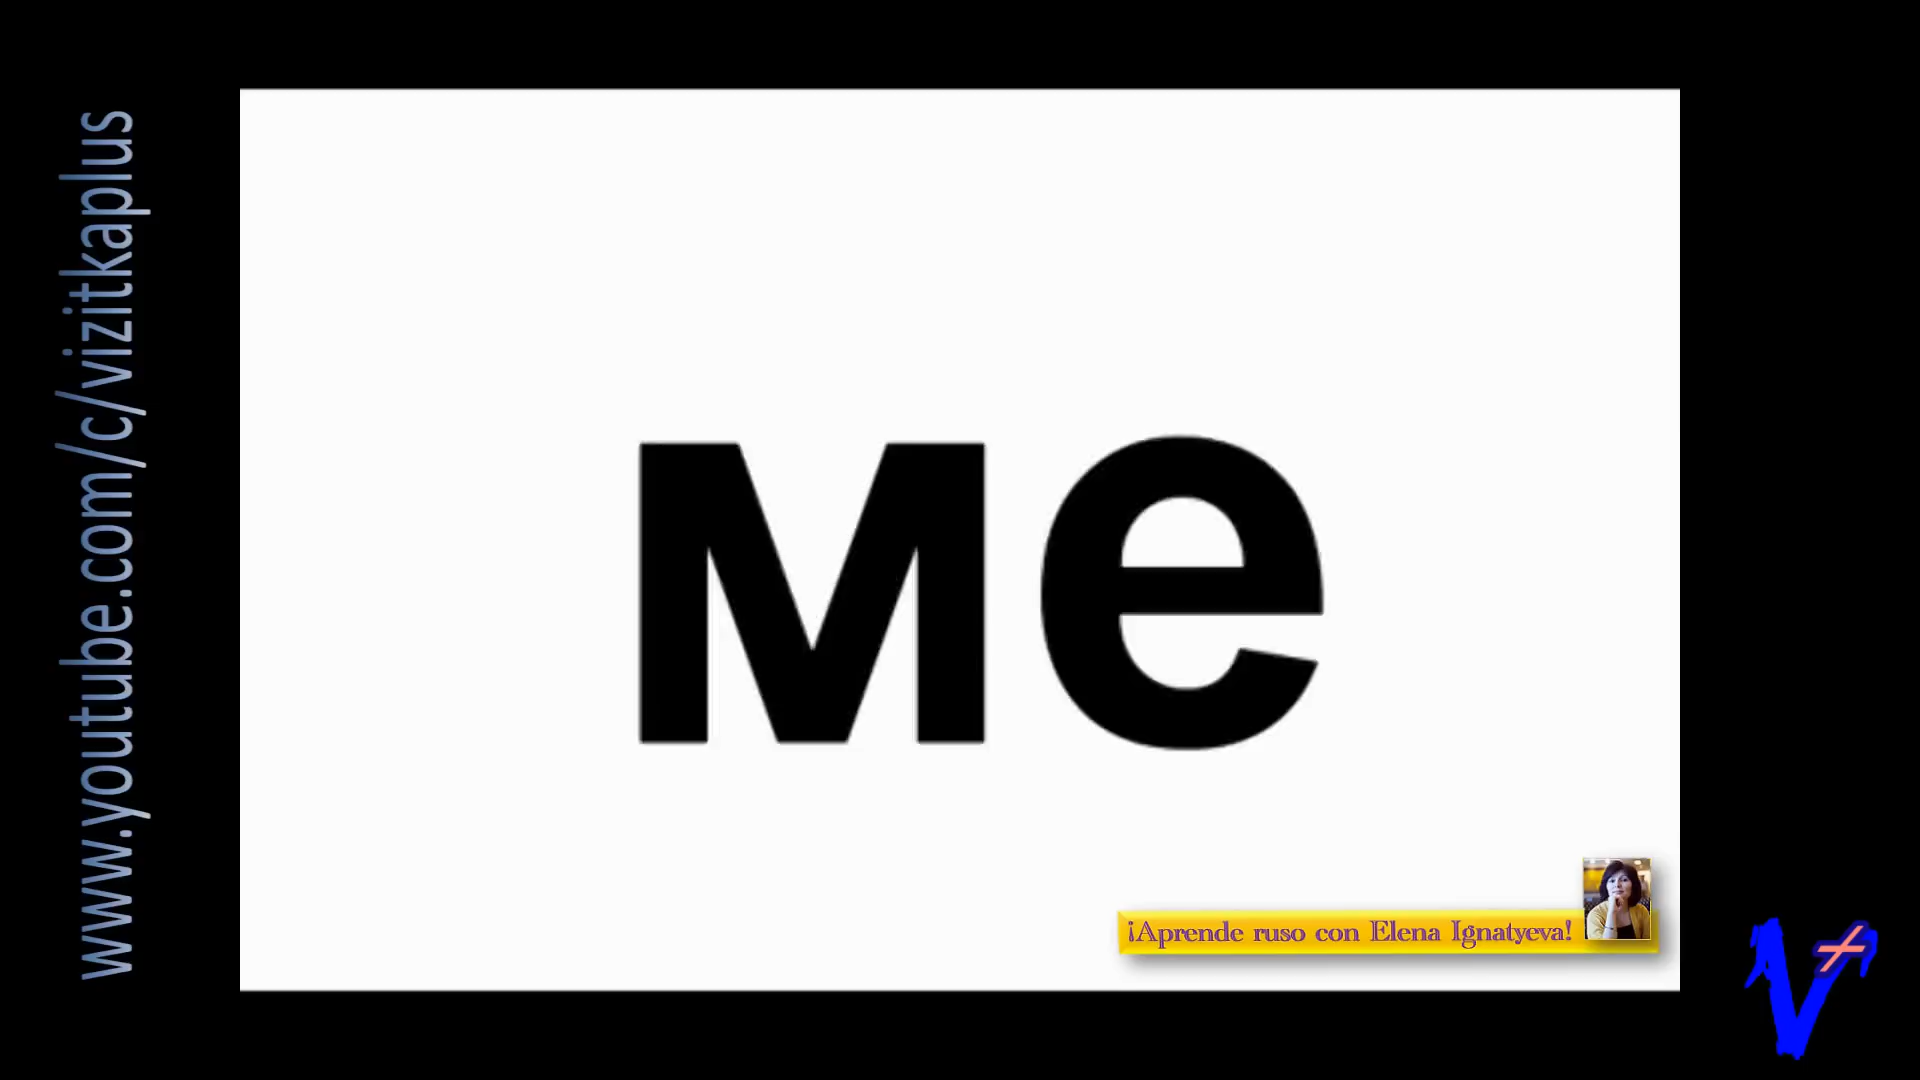 www.youtube.com/c/vizitkaplus
ме
¡Aprende ruso con Elena Ignatyeva!
V+